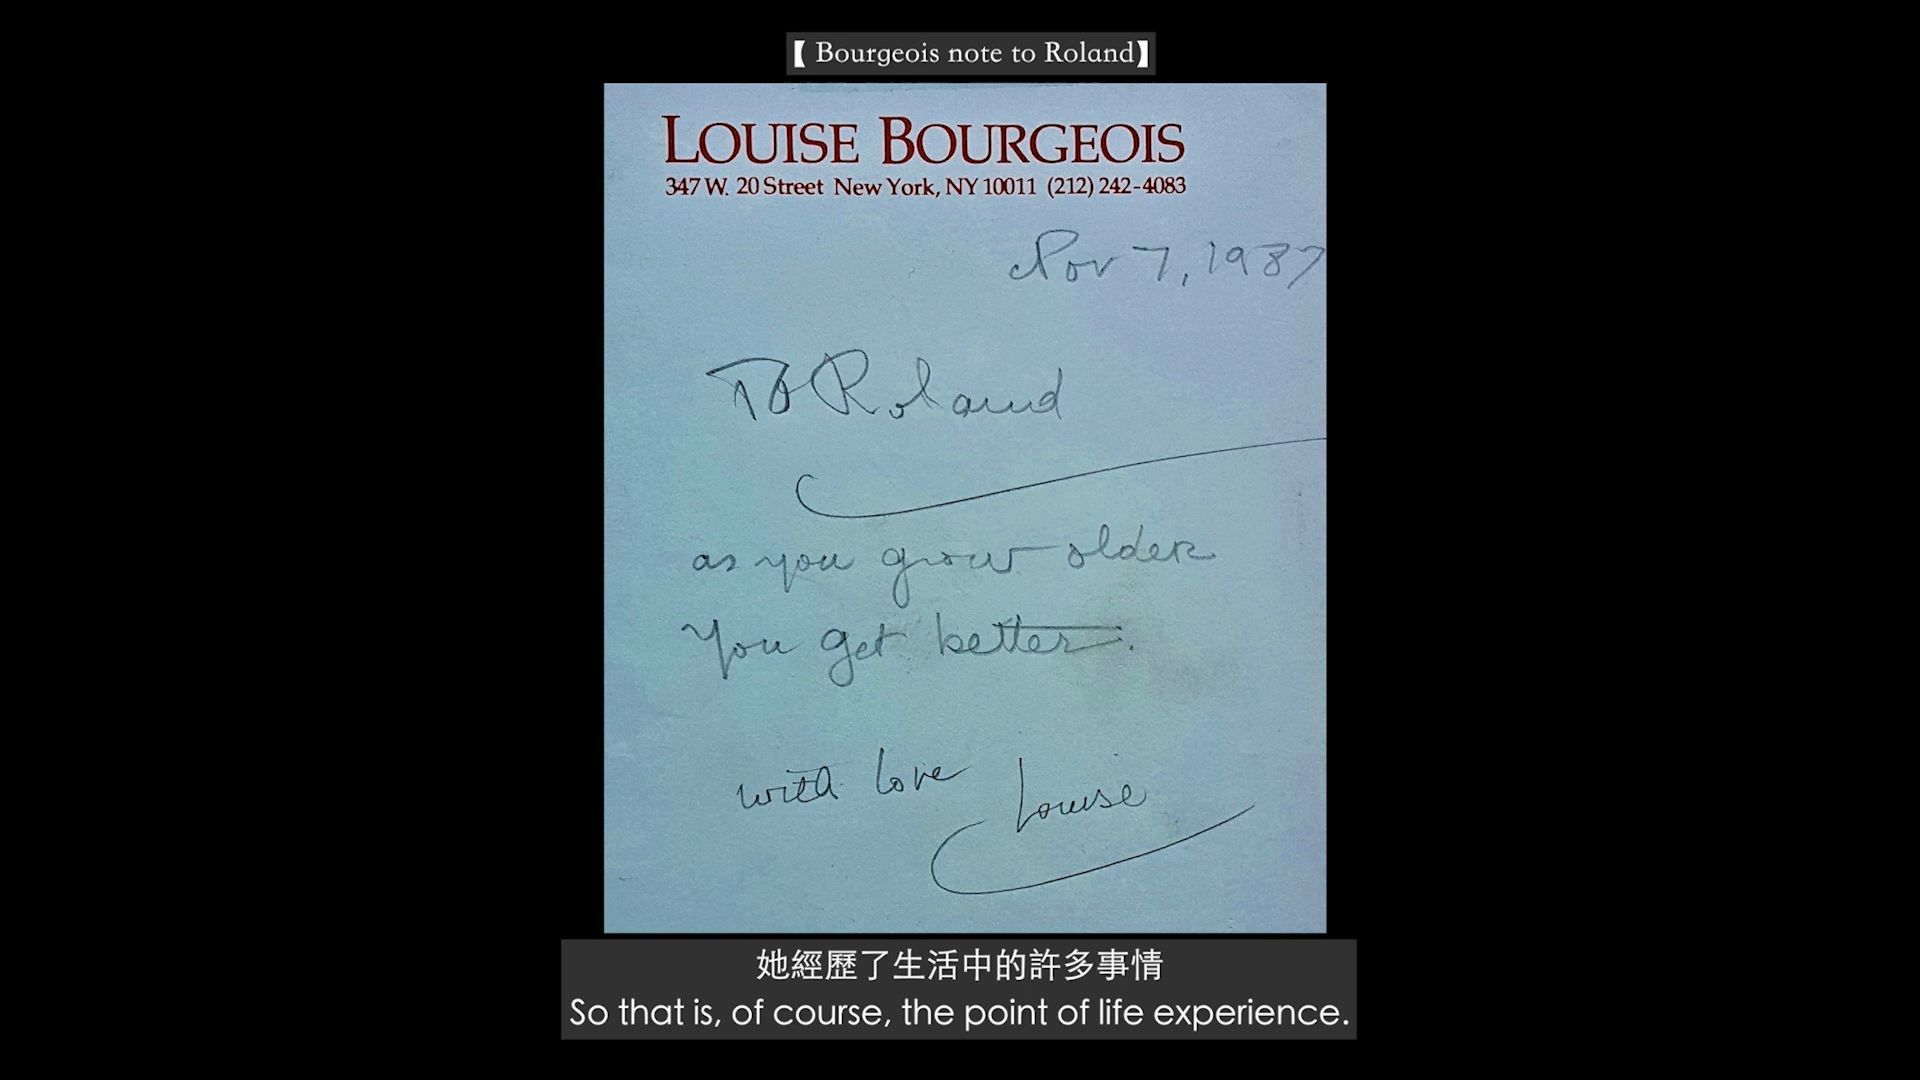 【 Bourgeois note to Roland】
LOUISE BOURGEOIS
347 W. 20 Street New York, NY 10011 (212) 242-4083
Nov 7, 1987
To Roland
as you grow older
You get better.
with love Louise
她經歷了生活中的許多事情
So that is, of course, the point of life experience.